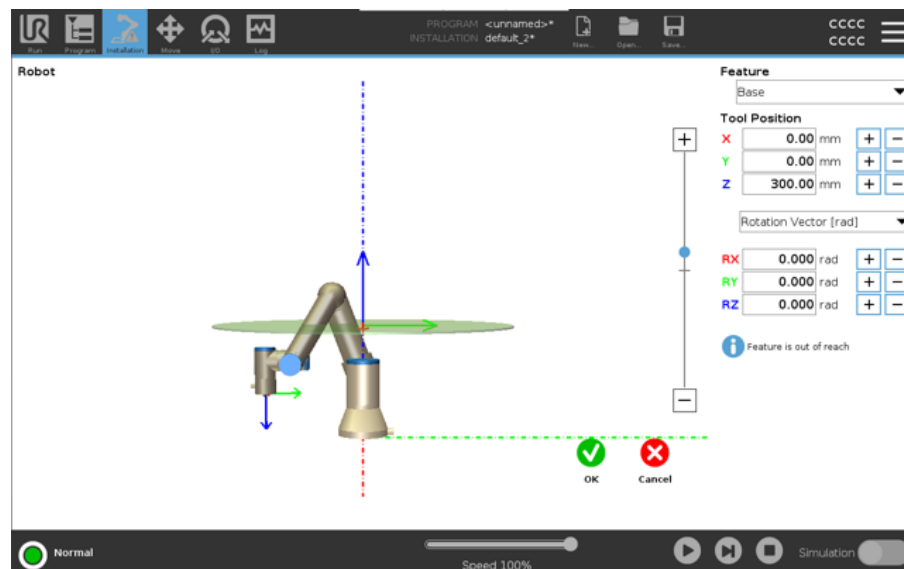 PROGRAM <unnamed>*
INSTALLATION default_2*
CCCC
CCCC
UR
Run
Program
Installation
Move
I/O
Log
New...
Open...
Save...
Robot
Feature
Base
Tool Position
X 0.00 mm + −
Y 0.00 mm + −
Z 300.00 mm + −
Rotation Vector [rad]
RX 0.000 rad + −
RY 0.000 rad + −
RZ 0.000 rad + −
i Feature is out of reach
+
−
OK
Cancel
Normal
Speed 100%
Simulation